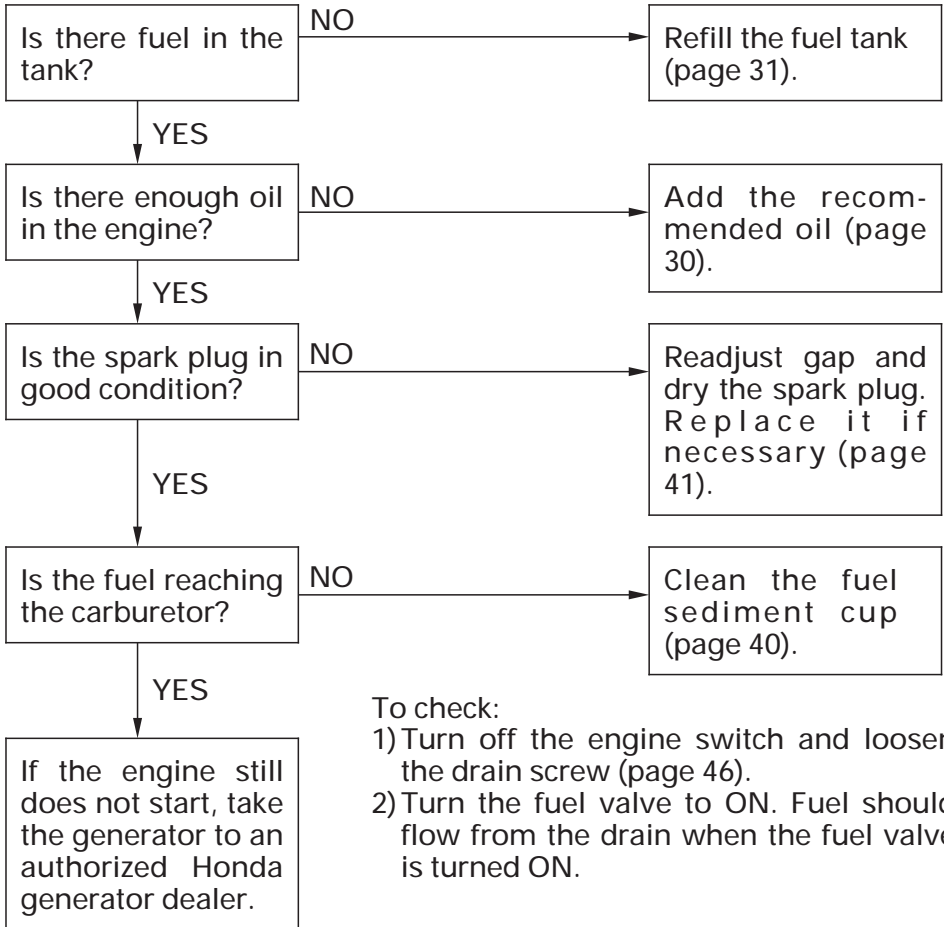 Is there fuel in the
tank?
NO
Refill the fuel tank
(page 31).
YES
Is there enough oil
in the engine?
NO
Add the recom-
mended oil (page
30).
YES
Is the spark plug in
good condition?
NO
Readjust gap and
dry the spark plug.
Replace it if
necessary (page
41).
YES
Is the fuel reaching
the carburetor?
NO
Clean the fuel
sediment cup
(page 40).
YES
If the engine still
does not start, take
the generator to an
authorized Honda
generator dealer.
To check:
1) Turn off the engine switch and loosen
the drain screw (page 46).
2) Turn the fuel valve to ON. Fuel should
flow from the drain when the fuel valve
is turned ON.